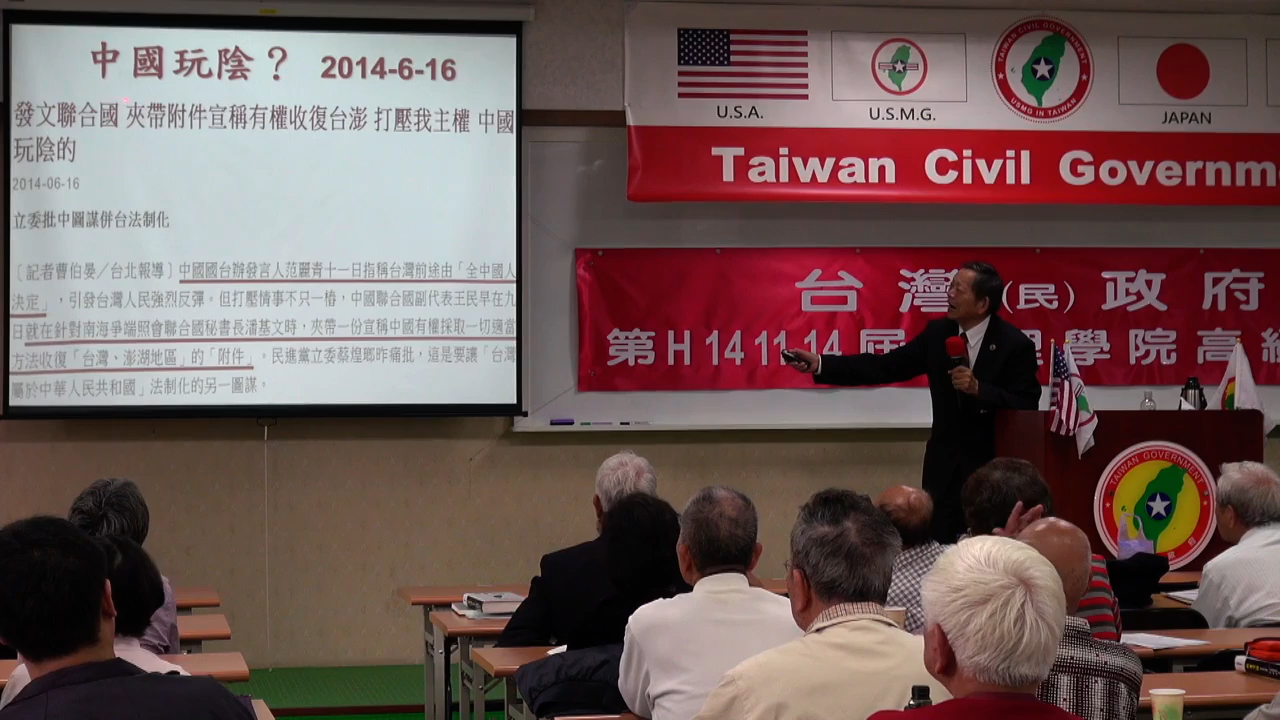 中國玩陰？ 2014-6-16
發文聯合國 夾帶附件宣稱有權收復台澎 打壓我主權 中國
玩陰的
2014-06-16
立委批中圖謀併台法制化
〔記者曹伯晏／台北報導〕中國國台辦發言人范麗青十一日指稱台灣前途由「全中國人
決定」，引發台灣人民強烈反彈。但打壓情事不只一樁，中國聯合國副代表王民早在九
日就在針對南海爭端照會聯合國秘書長潘基文時，夾帶一份宣稱中國有權採取一切適當
方法收復「台灣、澎湖地區」的「附件」。民進黨立委蔡煌瑯昨痛批，這是要讓「台灣
屬於中華人民共和國」法制化的另一圖謀。
U.S.A.
U.S.M.G.
TAIWAN CIVIL GOVERNMENT
USMG IN TAIWAN
JAPAN
Taiwan Civil Governm
台灣(民)政府
第H 14 11 14 屆 理學院高
TAIWAN GOVERNMENT